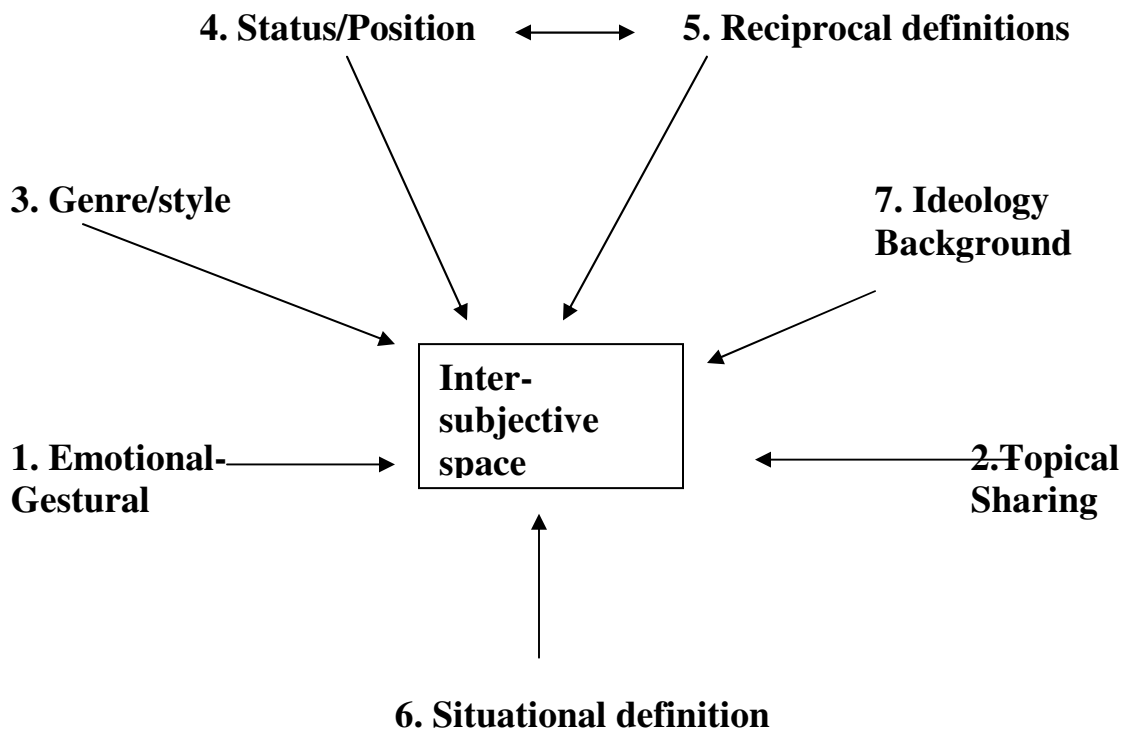 4. Status/Position
5. Reciprocal definitions
3. Genre/style
7. Ideology
Background
Inter-
subjective
space
1. Emotional-
Gestural
2.Topical
Sharing
6. Situational definition